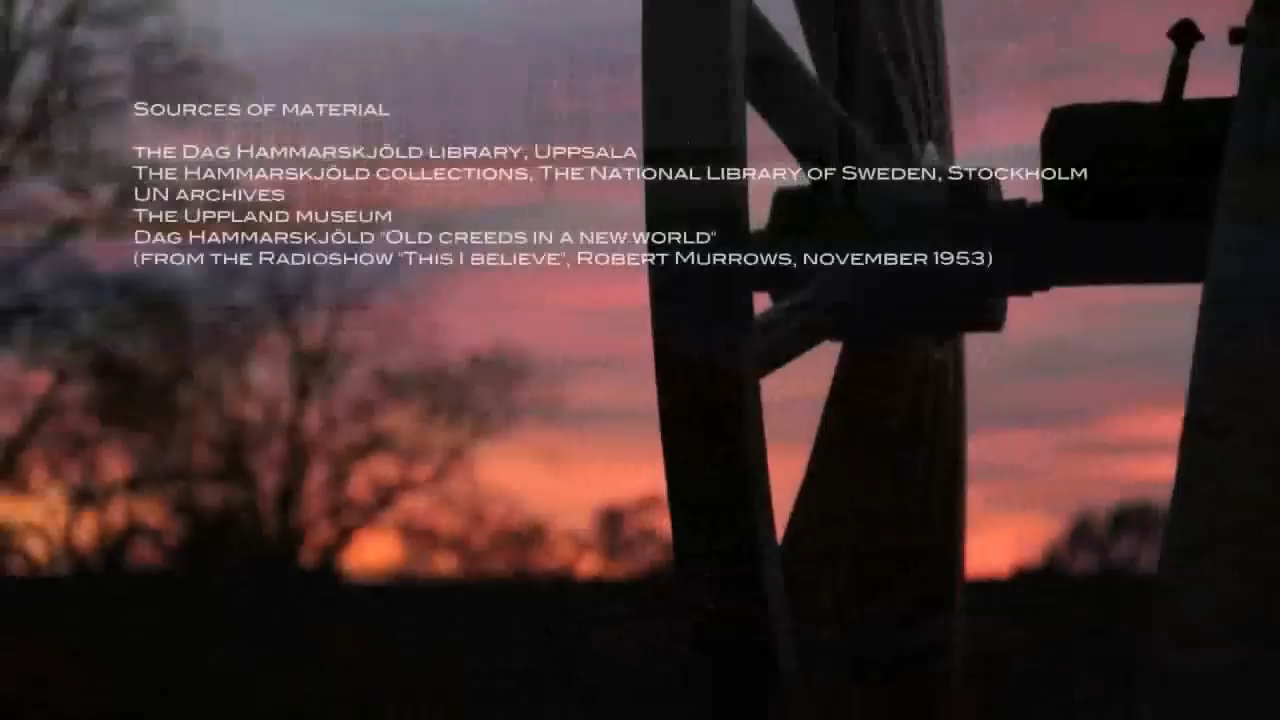 Sources of material
the Dag Hammarskjöld library, Uppsala
The Hammarskjöld collections, The National Library of Sweden, Stockholm
UN archives
The Uppland museum
Dag Hammarskjöld "Old creeds in a new world"
(from the Radioshow "This I believe", Robert Murrows, november 1953)